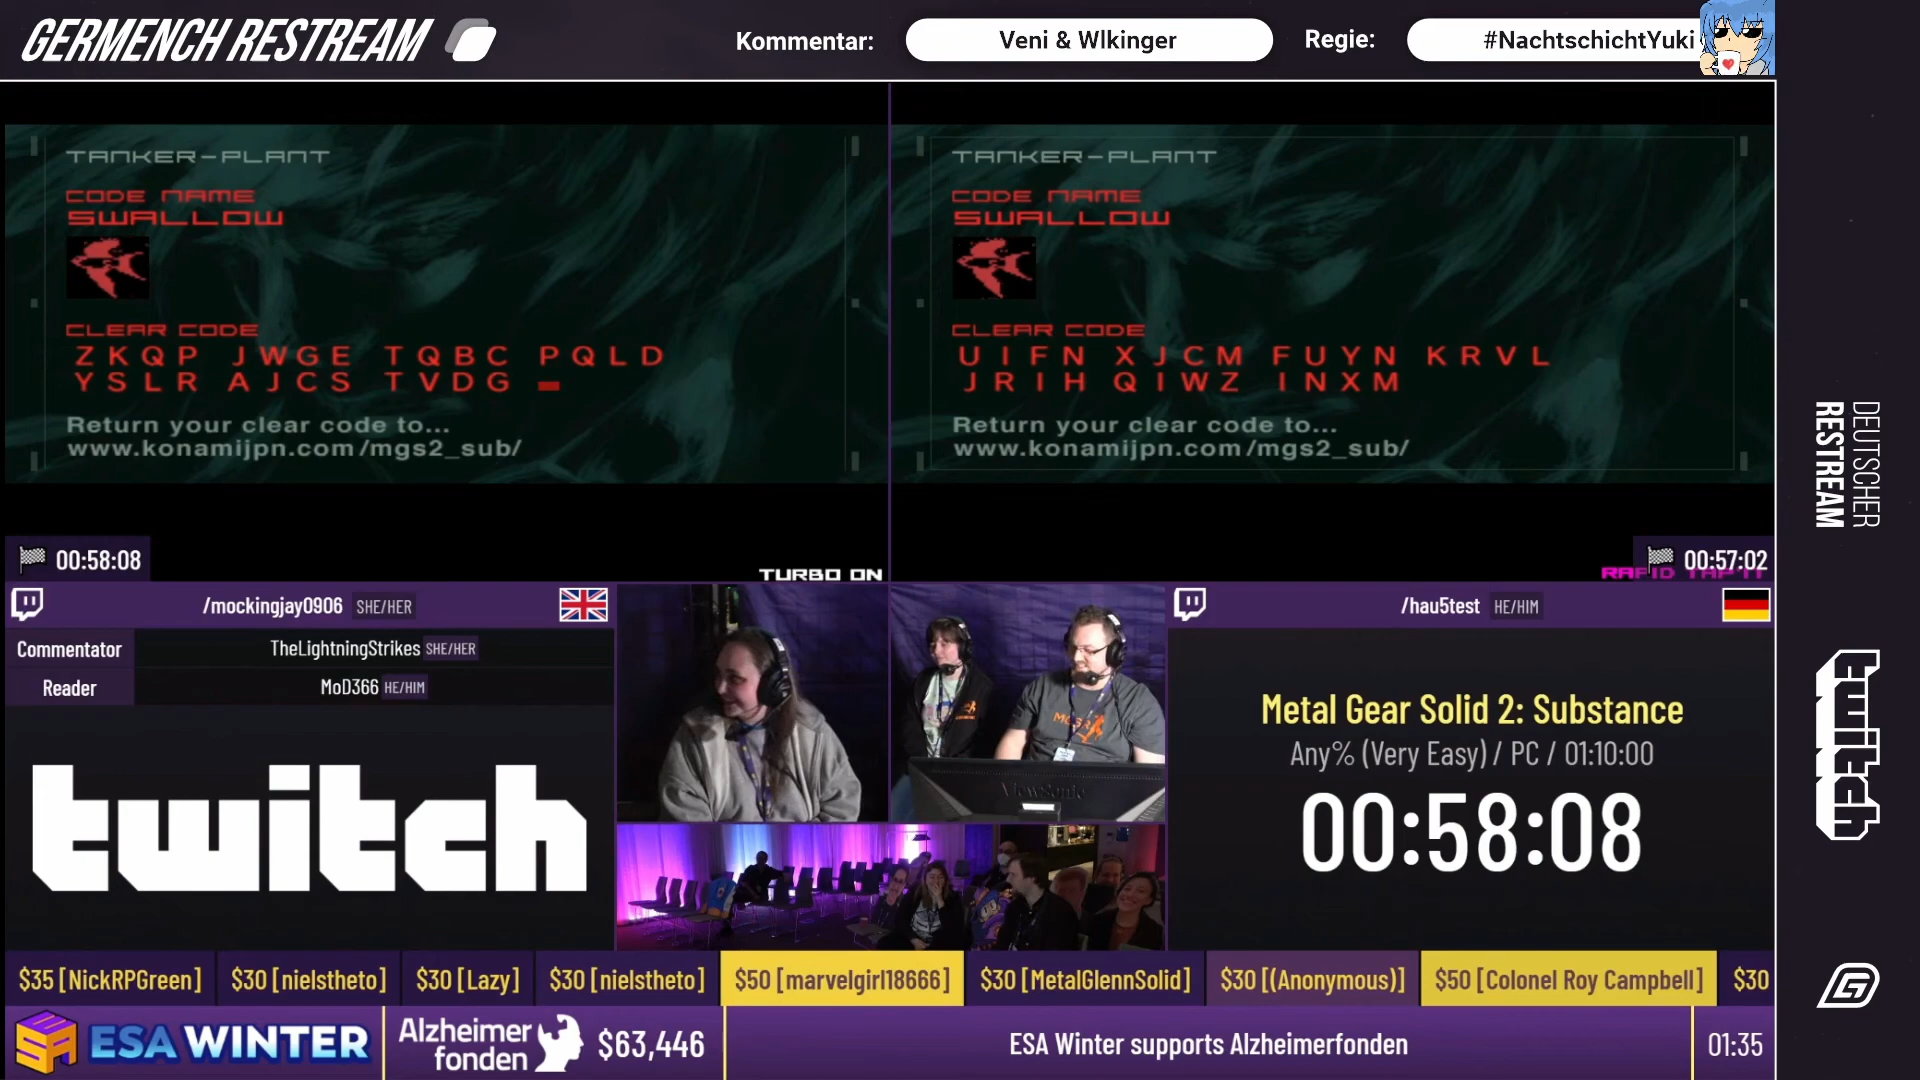 GERMENCH RESTREAM
Kommentar:
Veni & Wlkinger
Regie:
#NachtschichtYuki
TANKER-PLANT
CODE NAME
SWALLOW
CLEAR CODE
ZKQP JWGE TQBC PQLD
YSLR AJCS TVDG
Return your clear code to...
www.konamijpn.com/mgs2_sub/
TANKER-PLANT
CODE NAME
SWALLOW
CLEAR CODE
UIFN XJCM FUYN KRVL
JRIH QIWZ INXM
Return your clear code to...
www.konamijpn.com/mgs2_sub/
00:58:08
TURBO ON
00:57:02
RAPID TAP IT
/mockingjay0906 SHE/HER
Commentator
TheLightningStrikes SHE/HER
Reader
MoD366 HE/HIM
twitch
ViewSonic
/hau5test HE/HIM
Metal Gear Solid 2: Substance
Any% (Very Easy) / PC / 01:10:00
00:58:08
DEUTSCHER
RESTREAM
twitch
$35 [NickRPGreen]
$30 [nielstheto]
$30 [Lazy]
$30 [nielstheto]
$50 [marvelgirl18666]
$30 [MetalGlennSolid]
$30 [(Anonymous)]
$50 [Colonel Roy Campbell]
$30
ESA WINTER
Alzheimer
fonden
$63,446
ESA Winter supports Alzheimerfonden
01:35